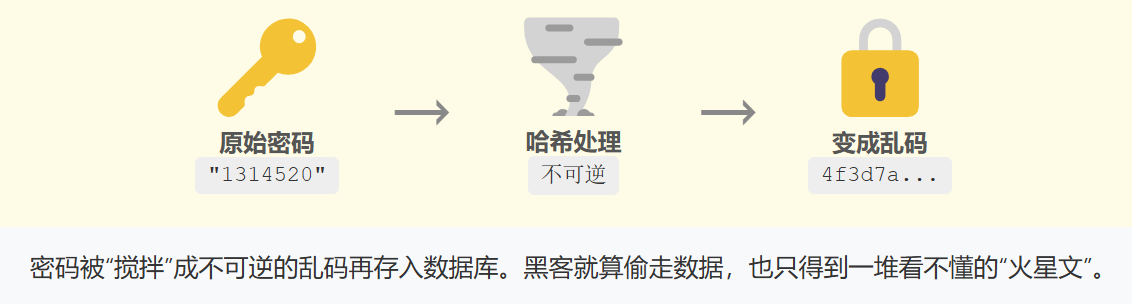 原始密码
"1314520"
哈希处理
不可逆
变成乱码
4f3d7a...
密码被“搅拌”成不可逆的乱码再存入数据库。黑客就算偷走数据，也只得到一堆看不懂的“火星文”。